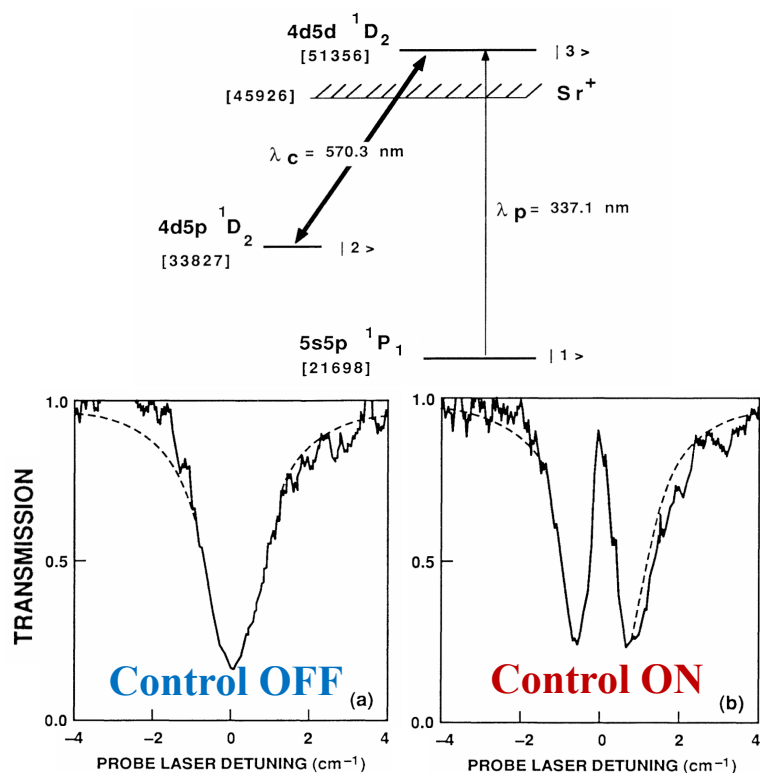 4d5d ¹D₂
[51356]
| 3 >
[45926]
Sr⁺
λ c = 570.3 nm
λ p = 337.1 nm
4d5p ¹D₂
[33827]
| 2 >
5s5p ¹P₁
[21698]
| 1 >
TRANSMISSION
1.0
0.5
0.0
Control OFF
(a)
−4
−2
0
2
4
PROBE LASER DETUNING (cm⁻¹)
1.0
0.5
0.0
Control ON
(b)
−4
−2
0
2
4
PROBE LASER DETUNING (cm⁻¹)